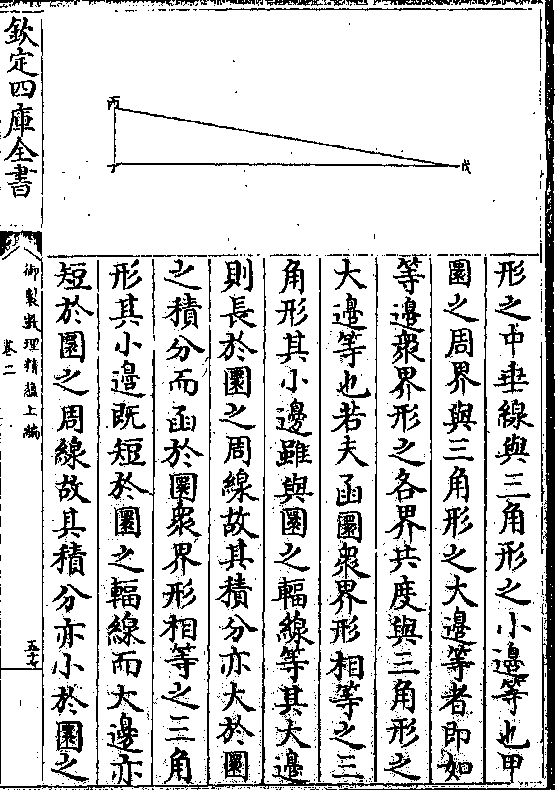 形之中垂線與三角形之小邊等也甲
圜之周界與三角形之大邊等者即如
等邊衆界形之各界共度與三角形之
大邊等也若夫函圜衆界形相等之三
角形其小邊雖與圜之輻線等其大邊
則長於圜之周線故其積分亦大於圜
之積分而函於圜衆界形相等之三角
形其小邊既短於圜之輻線而大邊亦
短於圜之周線故其積分亦小於圜之
丙
丁
戊
欽定四庫全書
御製數理精蘊上編
卷二